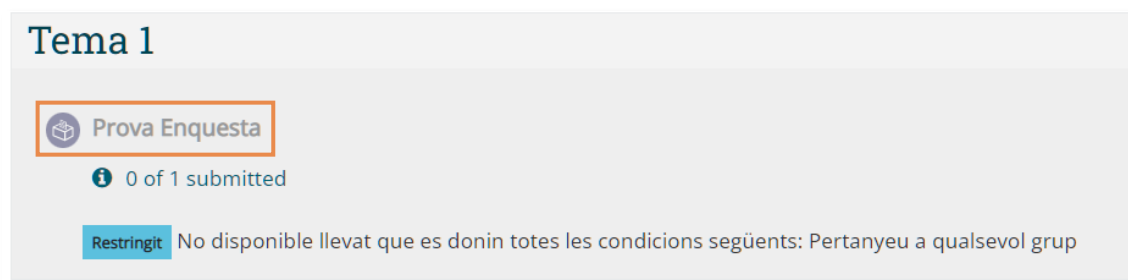 Tema 1
Prova Enquesta
0 of 1 submitted
Restringit No disponible llevat que es donin totes les condicions següents: Pertanyeu a qualsevol grup